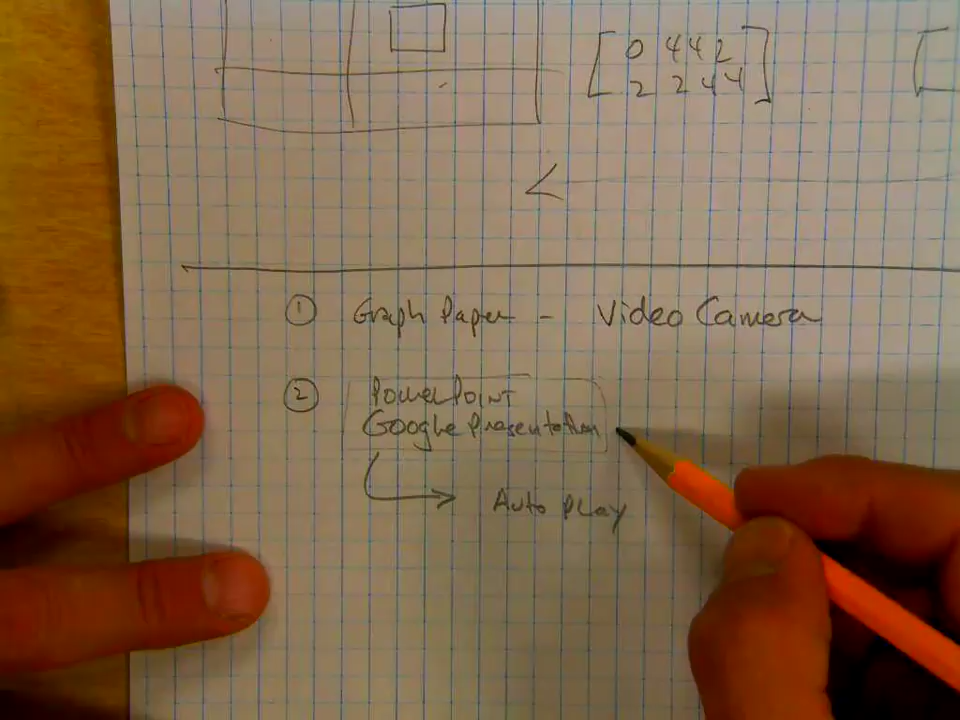 0 4 4 2
2 2 4 4
① Graph Paper - Video Camera
② PowerPoint
Google Presentation
Auto Play